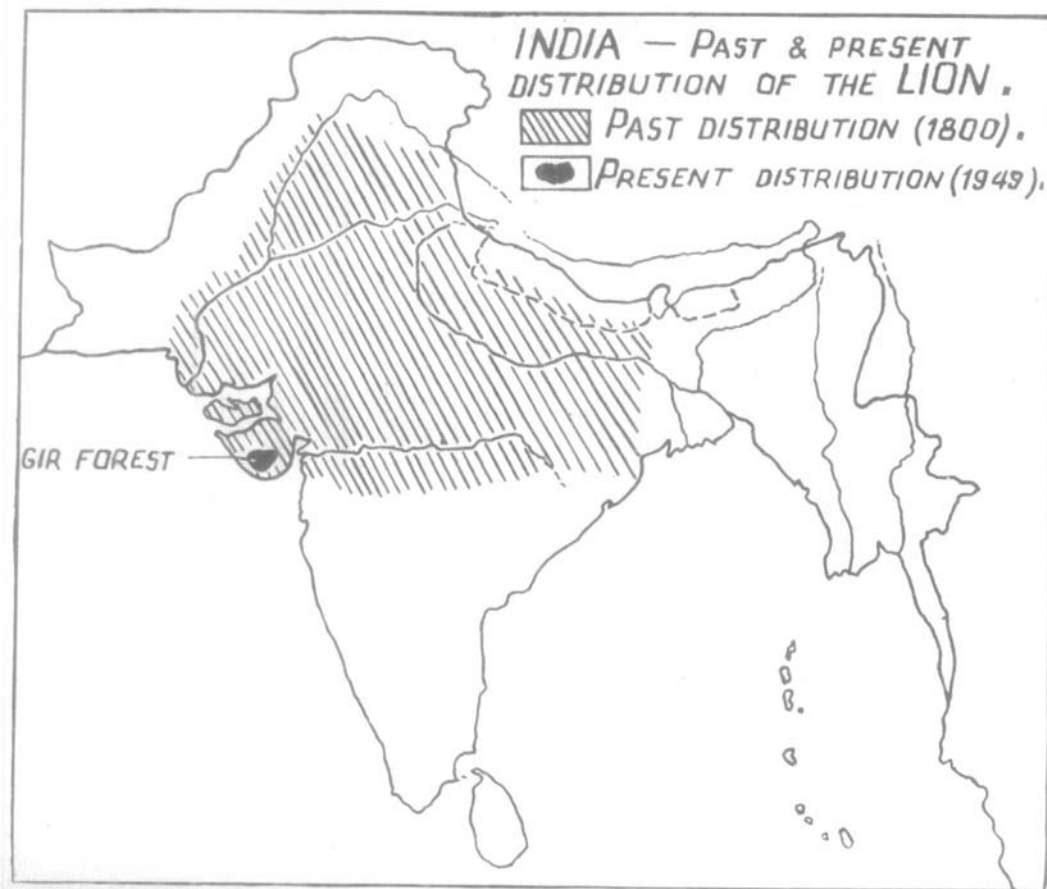 INDIA — PAST & PRESENT
DISTRIBUTION OF THE LION.
PAST DISTRIBUTION (1800).
PRESENT DISTRIBUTION (1949).
GIR FOREST